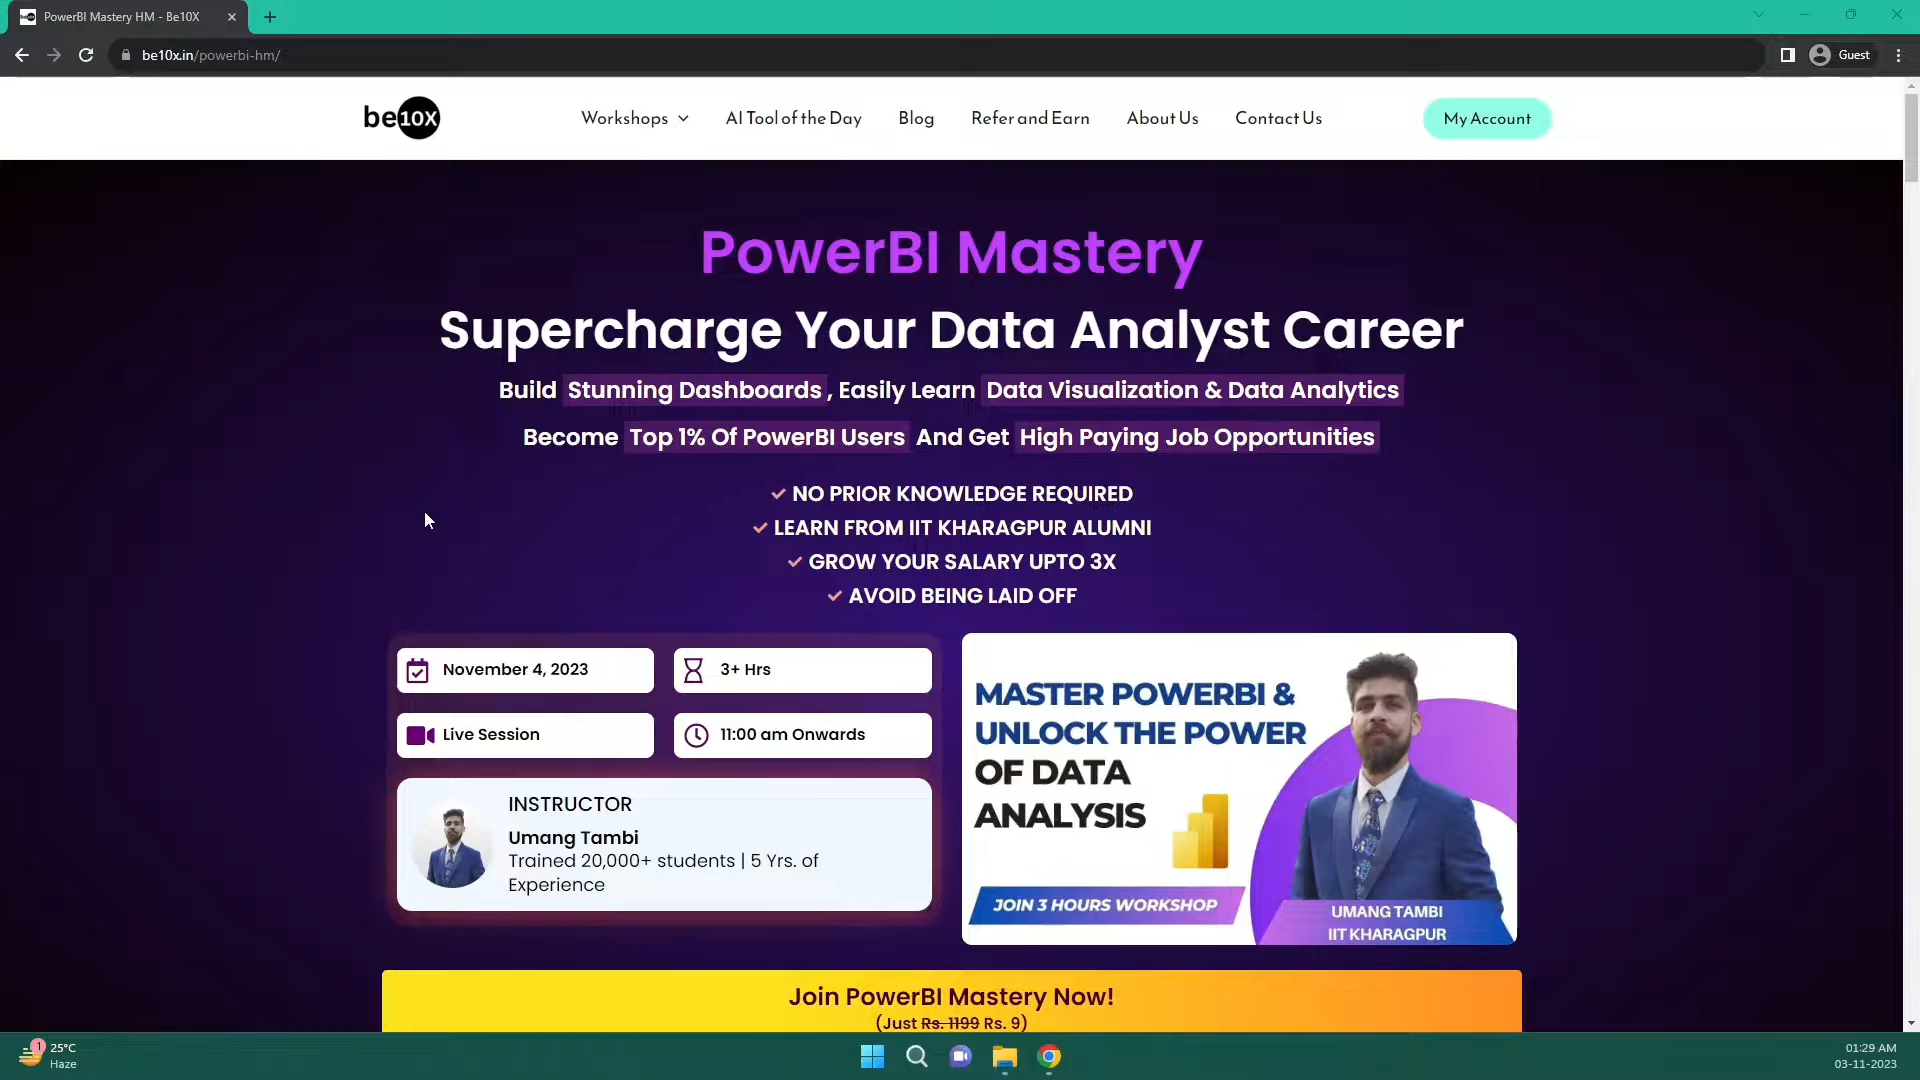 PowerBI Mastery HM - Be10X
be10x.in/powerbi-hm/
Guest
be10X
Workshops
AI Tool of the Day
Blog
Refer and Earn
About Us
Contact Us
My Account
PowerBI Mastery
Supercharge Your Data Analyst Career
Build Stunning Dashboards , Easily Learn Data Visualization & Data Analytics
Become Top 1% Of PowerBI Users And Get High Paying Job Opportunities
NO PRIOR KNOWLEDGE REQUIRED
LEARN FROM IIT KHARAGPUR ALUMNI
GROW YOUR SALARY UPTO 3X
AVOID BEING LAID OFF
November 4, 2023
3+ Hrs
Live Session
11:00 am Onwards
INSTRUCTOR
Umang Tambi
Trained 20,000+ students | 5 Yrs. of
Experience
MASTER POWERBI &
UNLOCK THE POWER
OF DATA
ANALYSIS
JOIN 3 HOURS WORKSHOP
UMANG TAMBI
IIT KHARAGPUR
Join PowerBI Mastery Now!
(Just Rs. 1199 Rs. 9)
1
25°C
Haze
01:29 AM
03-11-2023